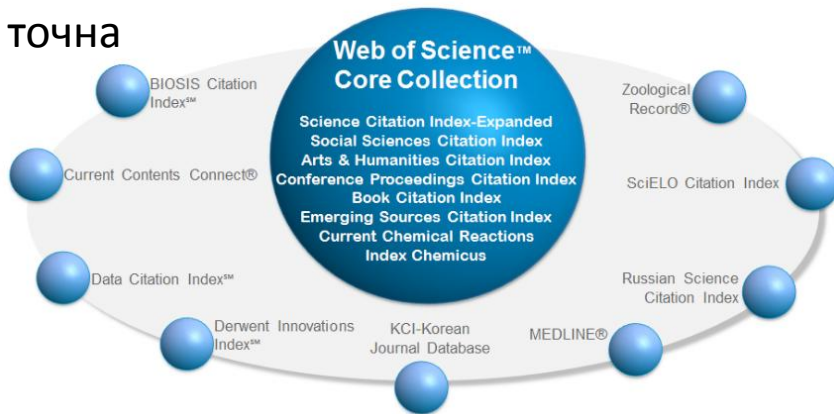 точна
Web of Science™
Core Collection
Science Citation Index-Expanded
Social Sciences Citation Index
Arts & Humanities Citation Index
Conference Proceedings Citation Index
Book Citation Index
Emerging Sources Citation Index
Current Chemical Reactions
Index Chemicus
BIOSIS Citation
Index℠
Current Contents Connect®
Data Citation Index℠
Derwent Innovations
Index℠
KCI-Korean
Journal Database
MEDLINE®
Russian Science
Citation Index
SciELO Citation Index
Zoological
Record®